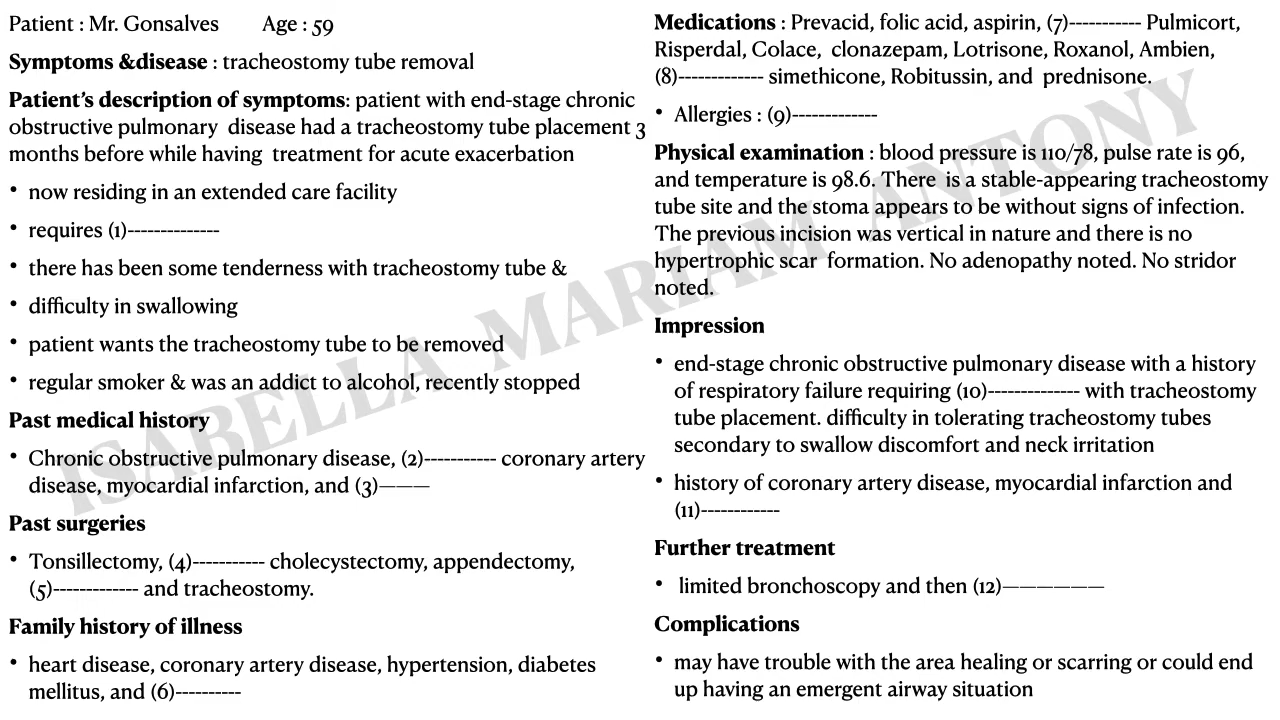 Patient : Mr. Gonsalves Age : 59
Symptoms &disease : tracheostomy tube removal
Patient's description of symptoms: patient with end-stage chronic
obstructive pulmonary disease had a tracheostomy tube placement 3
months before while having treatment for acute exacerbation
• now residing in an extended care facility
• requires (1)--------------
• there has been some tenderness with tracheostomy tube &
• difficulty in swallowing
• patient wants the tracheostomy tube to be removed
• regular smoker & was an addict to alcohol, recently stopped
Past medical history
• Chronic obstructive pulmonary disease, (2)----------- coronary artery
disease, myocardial infarction, and (3)———
Past surgeries
• Tonsillectomy, (4)----------- cholecystectomy, appendectomy,
(5)------------- and tracheostomy.
Family history of illness
• heart disease, coronary artery disease, hypertension, diabetes
mellitus, and (6)----------
Medications : Prevacid, folic acid, aspirin, (7)----------- Pulmicort,
Risperdal, Colace, clonazepam, Lotrisone, Roxanol, Ambien,
(8)------------- simethicone, Robitussin, and prednisone.
• Allergies : (9)-------------
Physical examination : blood pressure is 110/78, pulse rate is 96,
and temperature is 98.6. There is a stable-appearing tracheostomy
tube site and the stoma appears to be without signs of infection.
The previous incision was vertical in nature and there is no
hypertrophic scar formation. No adenopathy noted. No stridor
noted.
Impression
• end-stage chronic obstructive pulmonary disease with a history
of respiratory failure requiring (10)-------------- with tracheostomy
tube placement. difficulty in tolerating tracheostomy tubes
secondary to swallow discomfort and neck irritation
• history of coronary artery disease, myocardial infarction and
(11)------------
Further treatment
• limited bronchoscopy and then (12)——————
Complications
• may have trouble with the area healing or scarring or could end
up having an emergent airway situation
ISABELLA MARIAM ANTONY